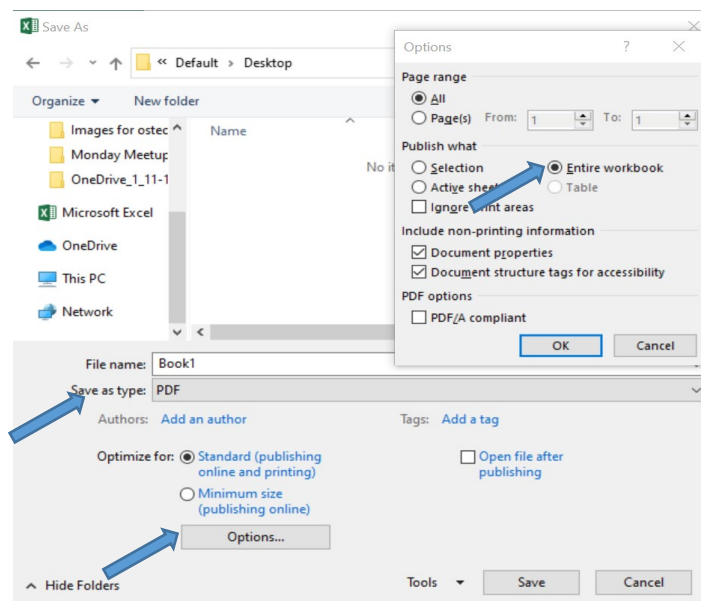 Save As
« Default › Desktop
Organize
New folder
Images for ostec
Monday Meetup
OneDrive_1_11-1
Microsoft Excel
OneDrive
This PC
Network
Name
No it
File name: Book1
Save as type: PDF
Authors: Add an author
Tags: Add a tag
Optimize for: Standard (publishing
online and printing)
Minimum size
(publishing online)
Open file after
publishing
Options...
Hide Folders
Tools
Save
Cancel
Options
?
Page range
All
Page(s) From: 1 To: 1
Publish what
Selection
Entire workbook
Active sheet
Table
Ignore print areas
Include non-printing information
Document properties
Document structure tags for accessibility
PDF options
PDF/A compliant
OK
Cancel